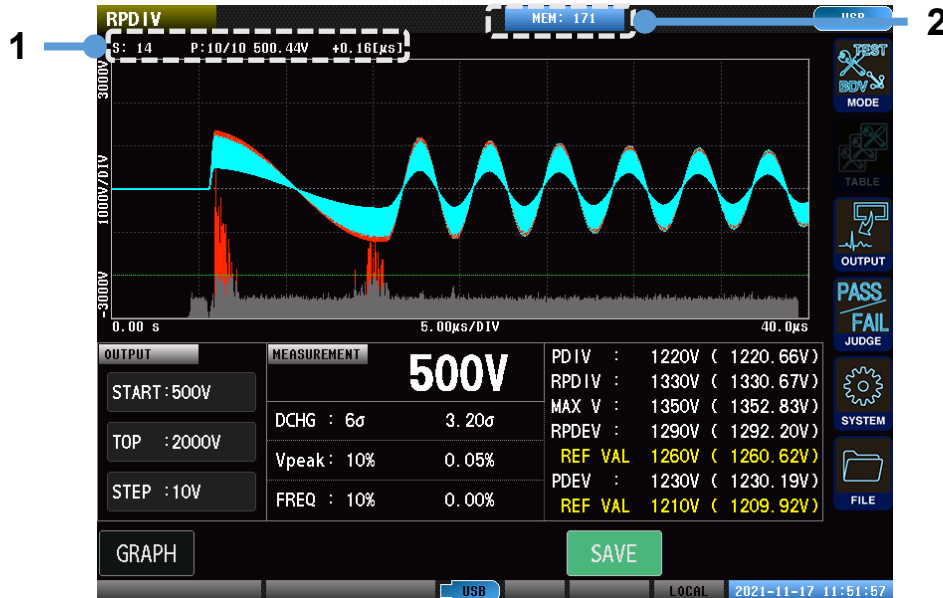 RPDIV
MEM: 171
USB
2
1
S: 14 P:10/10 500.44V +0.16[μs]
3000V
1000V/DIV
-3000V
0.00 s 5.00μs/DIV 40.0μs
TEST
BDV
MODE
TABLE
OUTPUT
PASS
FAIL
JUDGE
SYSTEM
FILE
OUTPUT
START:500V
TOP :2000V
STEP :10V
MEASUREMENT
500V
DCHG : 6σ 3.20σ
Vpeak: 10% 0.05%
FREQ : 10% 0.00%
PDIV : 1220V ( 1220.66V)
RPDIV : 1330V ( 1330.67V)
MAX V : 1350V ( 1352.83V)
RPDEV : 1290V ( 1292.20V)
REF VAL 1260V ( 1260.62V)
PDEV : 1230V ( 1230.19V)
REF VAL 1210V ( 1209.92V)
GRAPH
SAVE
USB
LOCAL
2021-11-17 11:51:57